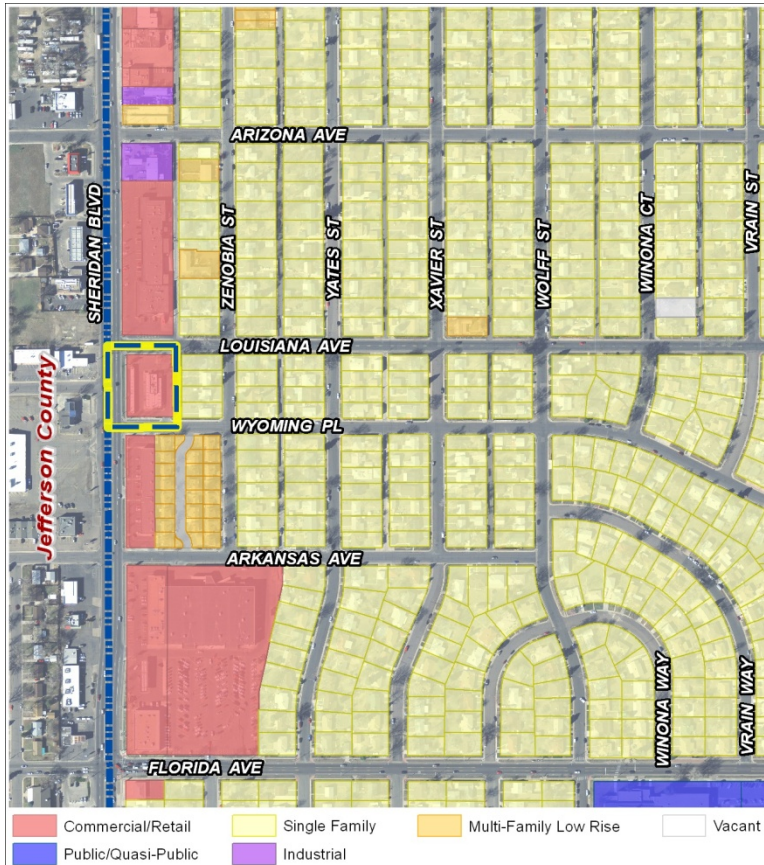 ARIZONA AVE
SHERIDAN BLVD
ZENOBIA ST
YATES ST
XAVIER ST
WOLFF ST
WINONA CT
VRAIN ST
LOUISIANA AVE
Jefferson County
WYOMING PL
ARKANSAS AVE
WINONA WAY
VRAIN WAY
FLORIDA AVE
Commercial/Retail
Single Family
Multi-Family Low Rise
Vacant
Public/Quasi-Public
Industrial